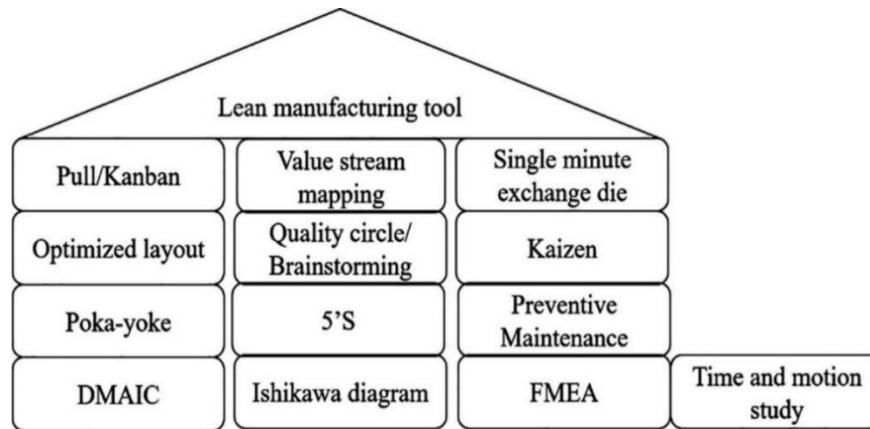 Lean manufacturing tool
Pull/Kanban
Value stream
mapping
Single minute
exchange die
Optimized layout
Quality circle/
Brainstorming
Kaizen
Poka-yoke
5’S
Preventive
Maintenance
DMAIC
Ishikawa diagram
FMEA
Time and motion
study